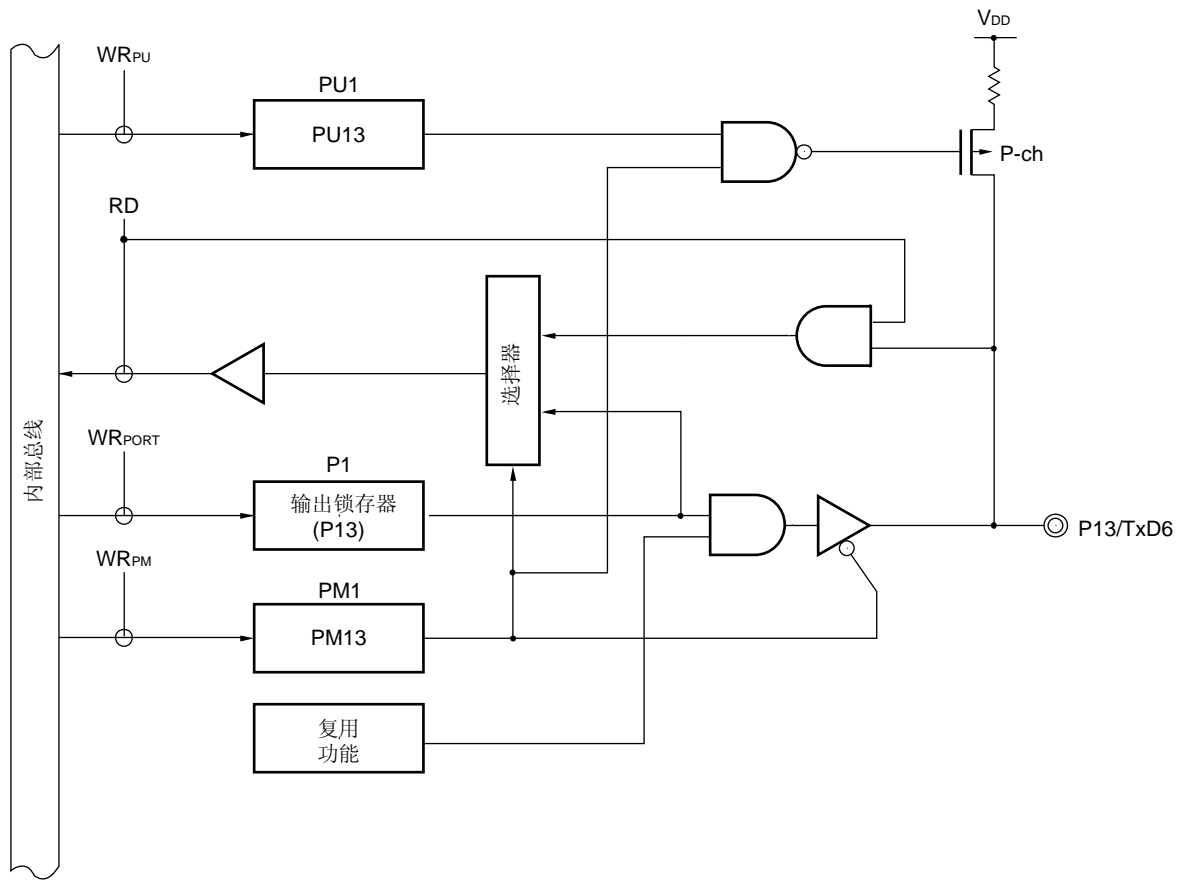 VDD
WRPU
PU1
PU13
P-ch
RD
选择器
内部总线
WRPORT
P1
输出锁存器
(P13)
P13/TxD6
WRPM
PM1
PM13
复用
功能